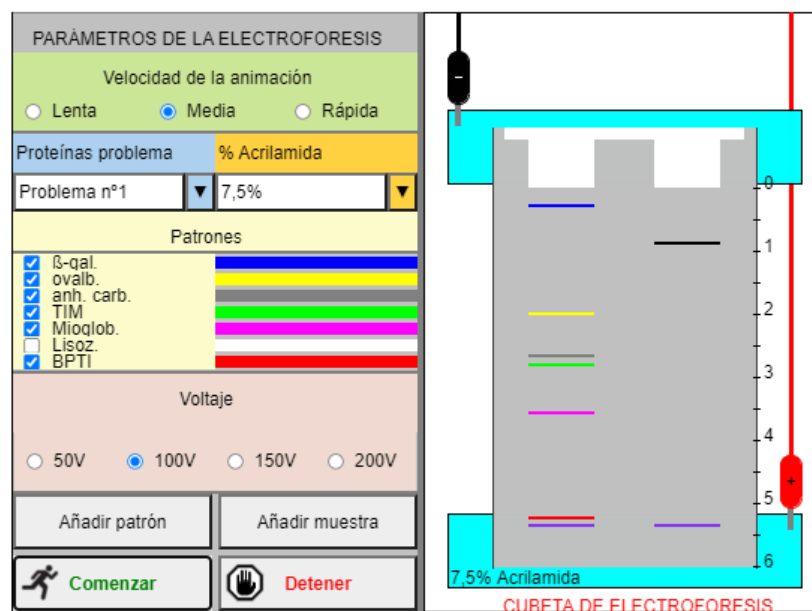 PARÀMETROS DE LA ELECTROFORESIS
Velocidad de la animación
Lenta Media Rápida
Proteínas problema % Acrilamida
Problema nº1 7,5%
Patrones
ß-gal.
ovalb.
anh. carb.
TIM
Mioglob.
Lisoz.
BPTI
Voltaje
50V 100V 150V 200V
Añadir patrón Añadir muestra
Comenzar Detener
-
0
1
2
3
4
5
6
+
7,5% Acrilamida
CUBETA DE ELECTROFORESIS